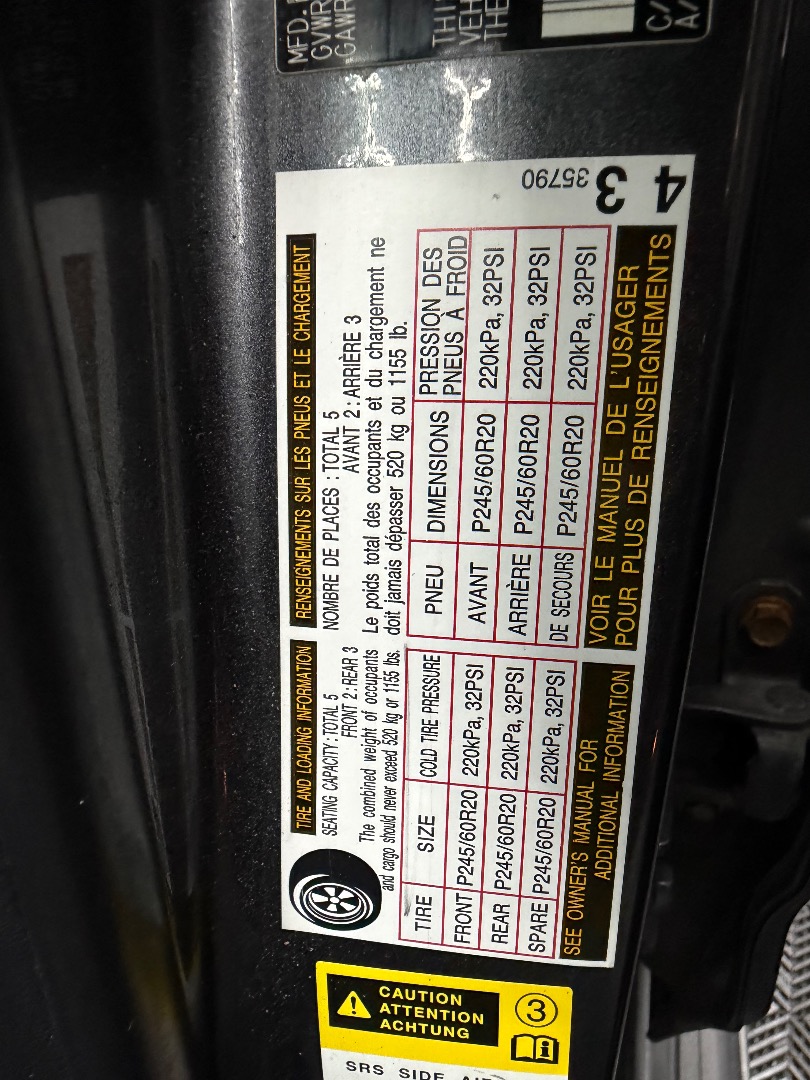 TIRE AND LOADING INFORMATION
SEATING CAPACITY : TOTAL 5
FRONT 2 : REAR 3
The combined weight of occupants
and cargo should never exceed 520 kg or 1155 lbs.
TIRE SIZE COLD TIRE PRESSURE
FRONT P245/60R20 220kPa, 32PSI
REAR P245/60R20 220kPa, 32PSI
SPARE P245/60R20 220kPa, 32PSI
SEE OWNER'S MANUAL FOR
ADDITIONAL INFORMATION
RENSEIGNEMENTS SUR LES PNEUS ET LE CHARGEMENT
NOMBRE DE PLACES : TOTAL 5
AVANT 2 : ARRIÈRE 3
Le poids total des occupants et du chargement ne
doit jamais dépasser 520 kg ou 1155 lb.
PNEU DIMENSIONS PRESSION DES
PNEUS À FROID
AVANT P245/60R20 220kPa, 32PSI
ARRIÈRE P245/60R20 220kPa, 32PSI
DE SECOURS P245/60R20 220kPa, 32PSI
VOIR LE MANUEL DE L'USAGER
POUR PLUS DE RENSEIGNEMENTS
35790
3
4
MFD.
GVWR
GAWR
THI
VEH
THE
C/
A/
CAUTION
ATTENTION
ACHTUNG
3
SRS SIDE